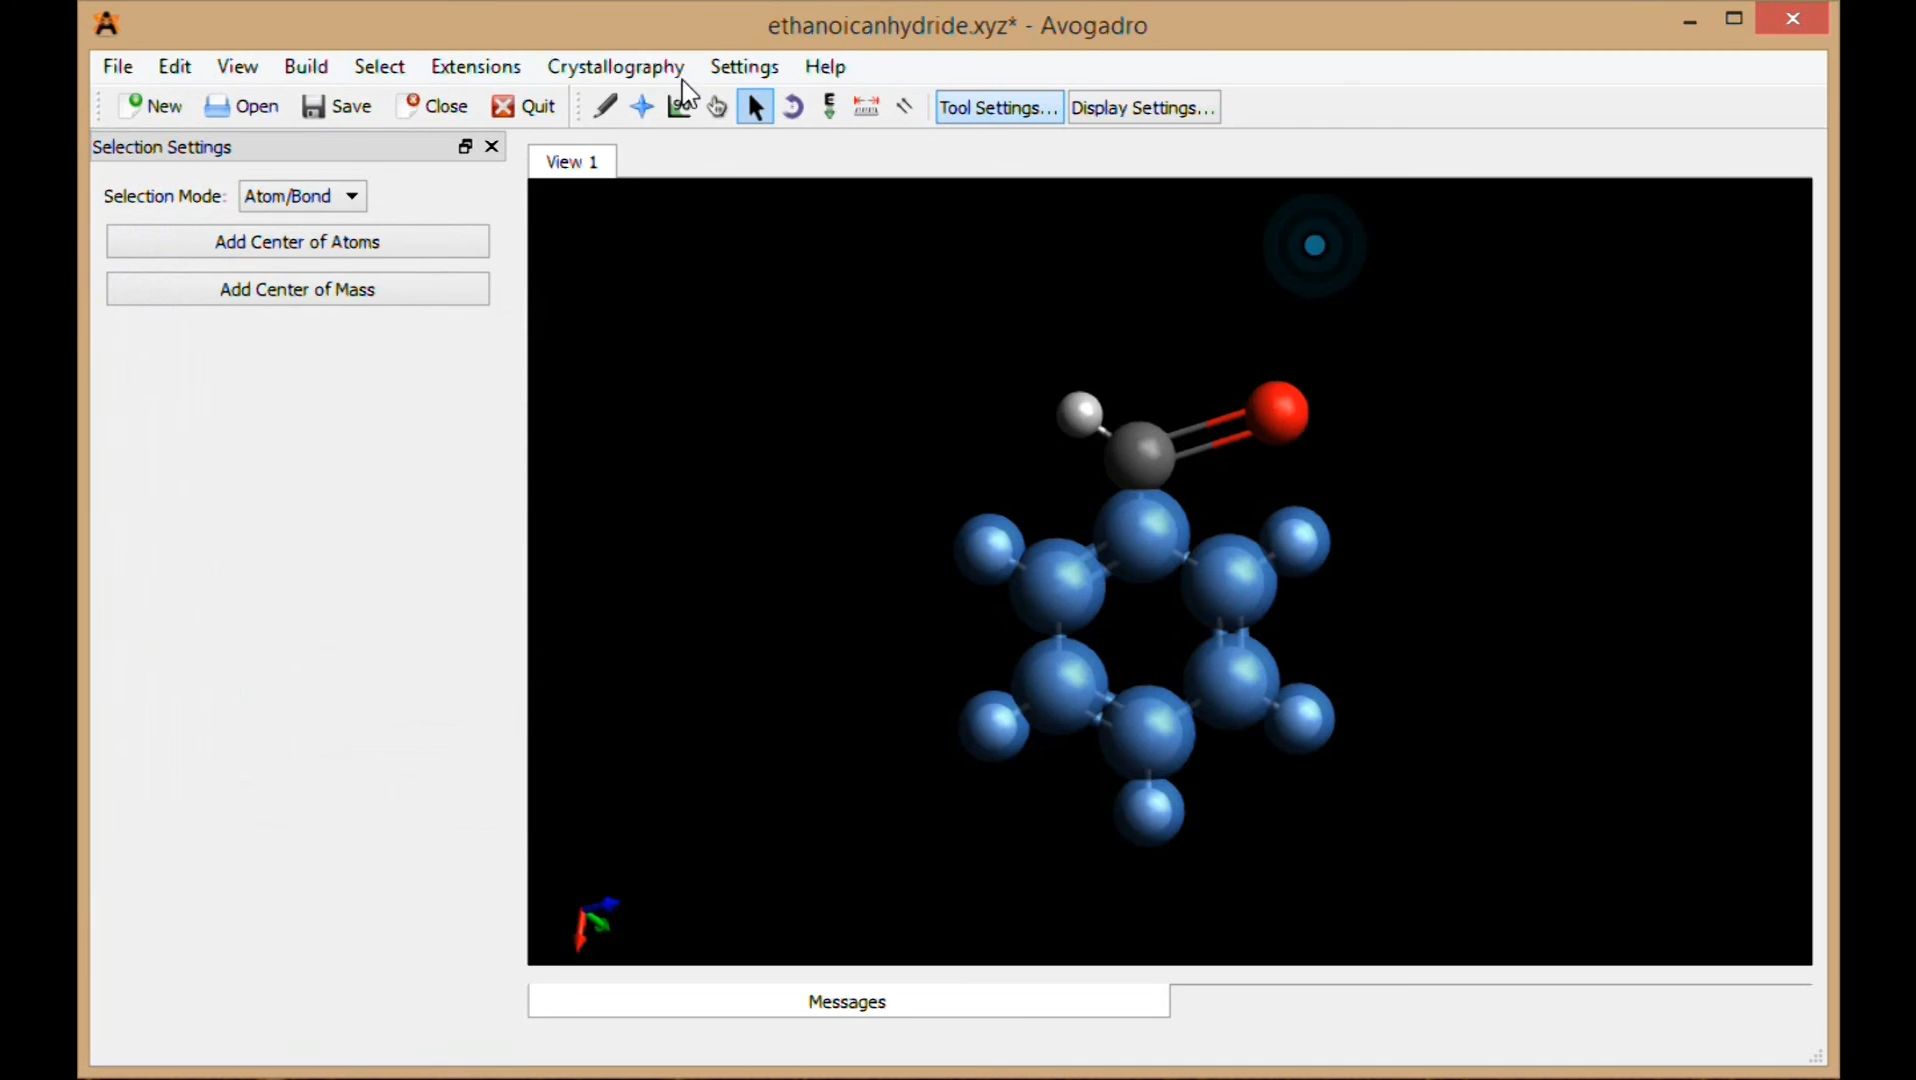 ethanoicanhydride.xyz* - Avogadro
File Edit View Build Select Extensions Crystallography Settings Help
New Open Save Close Quit E Tool Settings... Display Settings...
Selection Settings
View 1
Selection Mode: Atom/Bond
Add Center of Atoms
Add Center of Mass
Messages